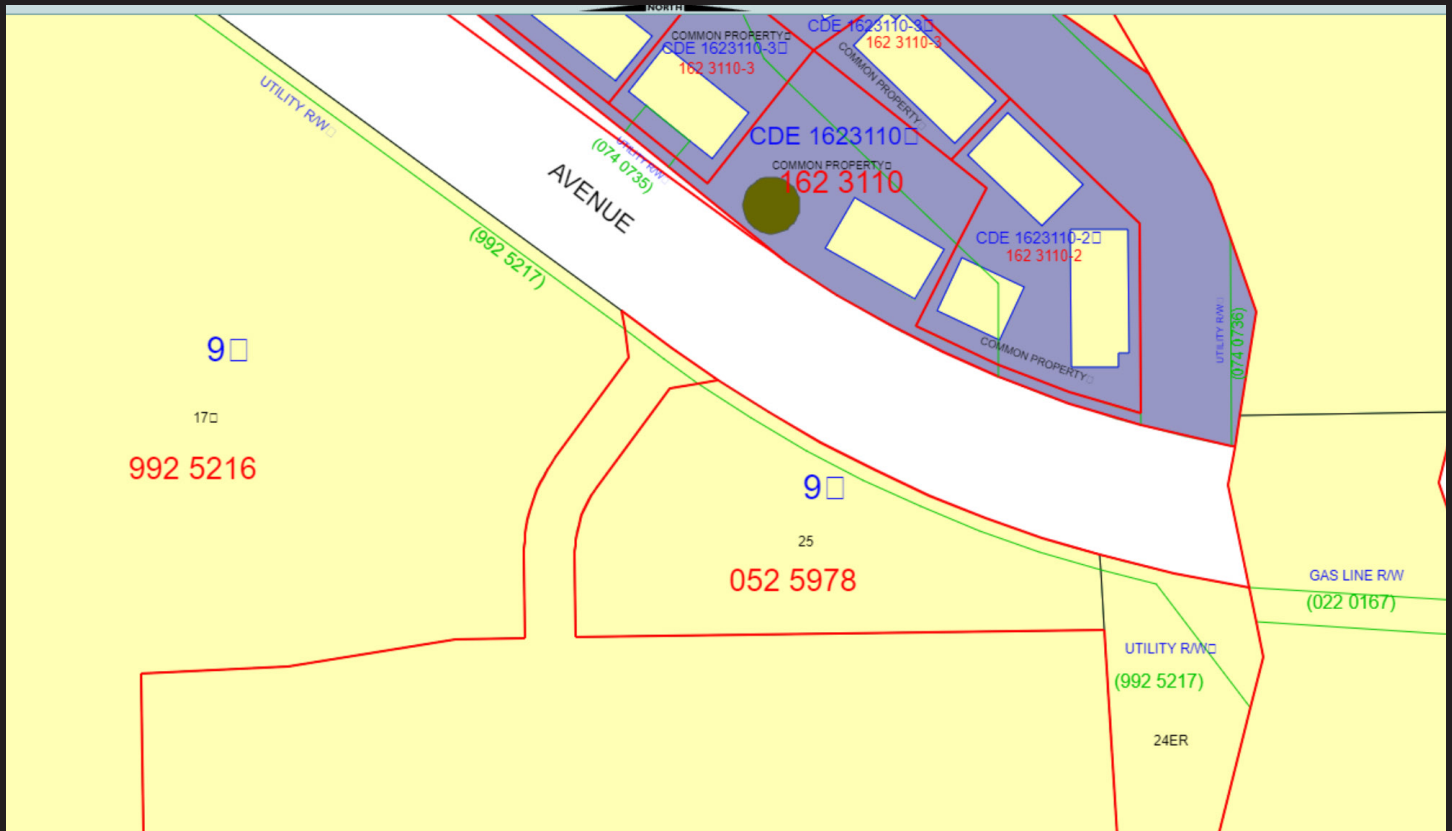 NORTH
COMMON PROPERTY
CDE 1623110-3
162 3110-3
CDE 1623110-3
162 3110-3
COMMON PROPERTY
UTILITY R/W
UTILITY R/W
(074 0735)
CDE 1623110
COMMON PROPERTY
162 3110
AVENUE
(992 5217)
CDE 1623110-2
162 3110-2
COMMON PROPERTY
UTILITY R/W
(074 0736)
9
17
992 5216
9
25
052 5978
GAS LINE R/W
(022 0167)
UTILITY R/W
(992 5217)
24ER